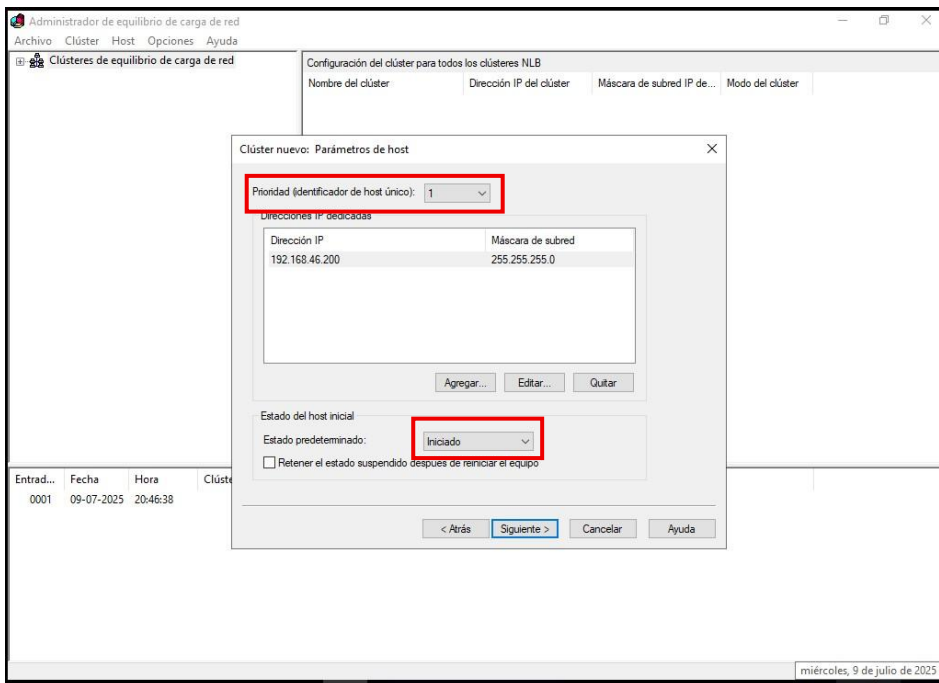 Administrador de equilibrio de carga de red
Archivo Clúster Host Opciones Ayuda
Clústeres de equilibrio de carga de red
Configuración del clúster para todos los clústeres NLB
Nombre del clúster Dirección IP del clúster Máscara de subred IP de... Modo del clúster
Clúster nuevo: Parámetros de host
Prioridad (identificador de host único): 1
Direcciones IP dedicadas
Dirección IP Máscara de subred
192.168.46.200 255.255.255.0
Agregar... Editar... Quitar
Estado del host inicial
Estado predeterminado: Iniciado
Retener el estado suspendido después de reiniciar el equipo
Entrad... Fecha Hora Clúste
0001 09-07-2025 20:46:38
< Atrás Siguiente > Cancelar Ayuda
miércoles, 9 de julio de 2025